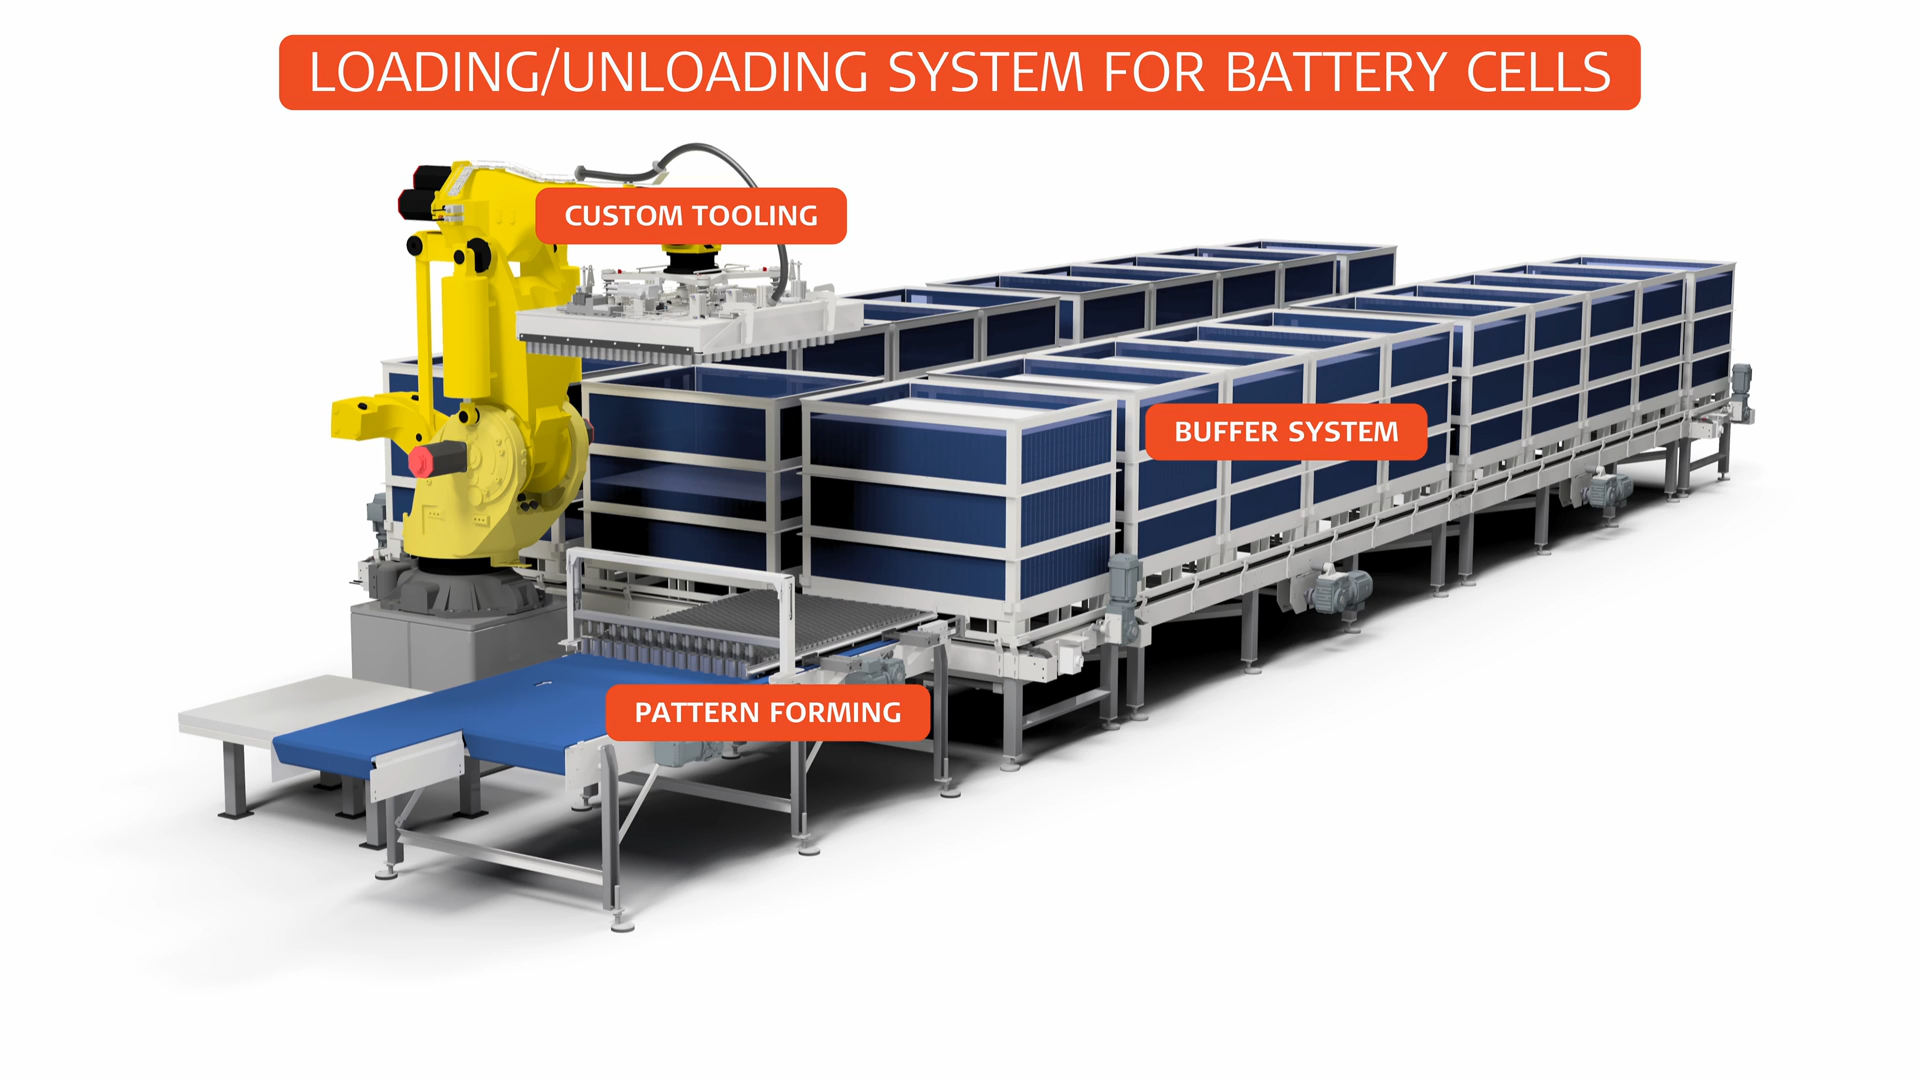 LOADING/UNLOADING SYSTEM FOR BATTERY CELLS
CUSTOM TOOLING
BUFFER SYSTEM
PATTERN FORMING